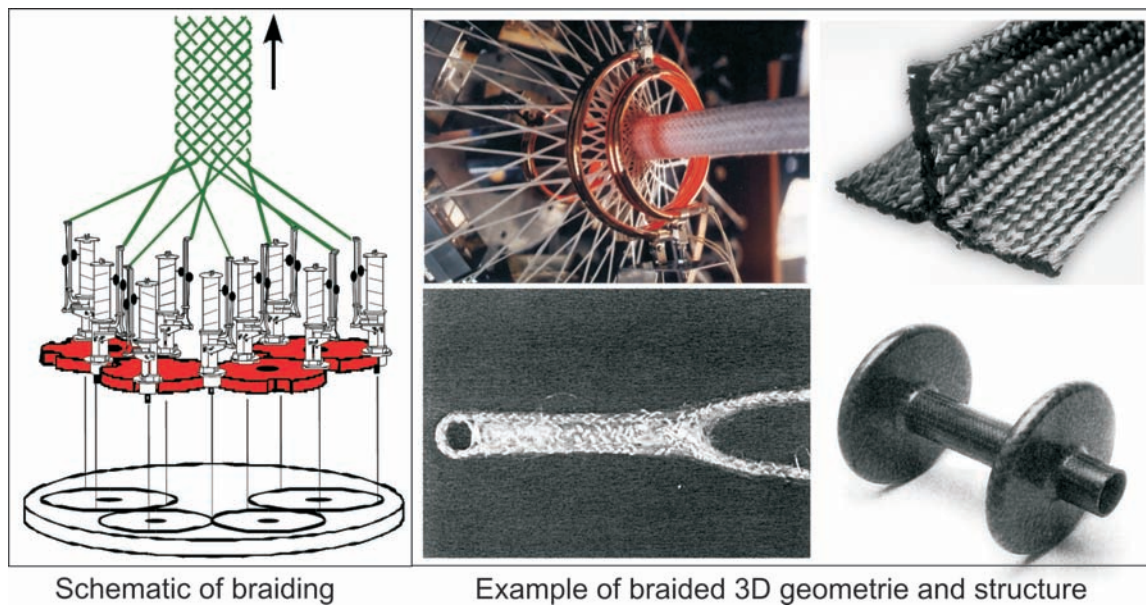 Schematic of braiding
Example of braided 3D geometrie and structure